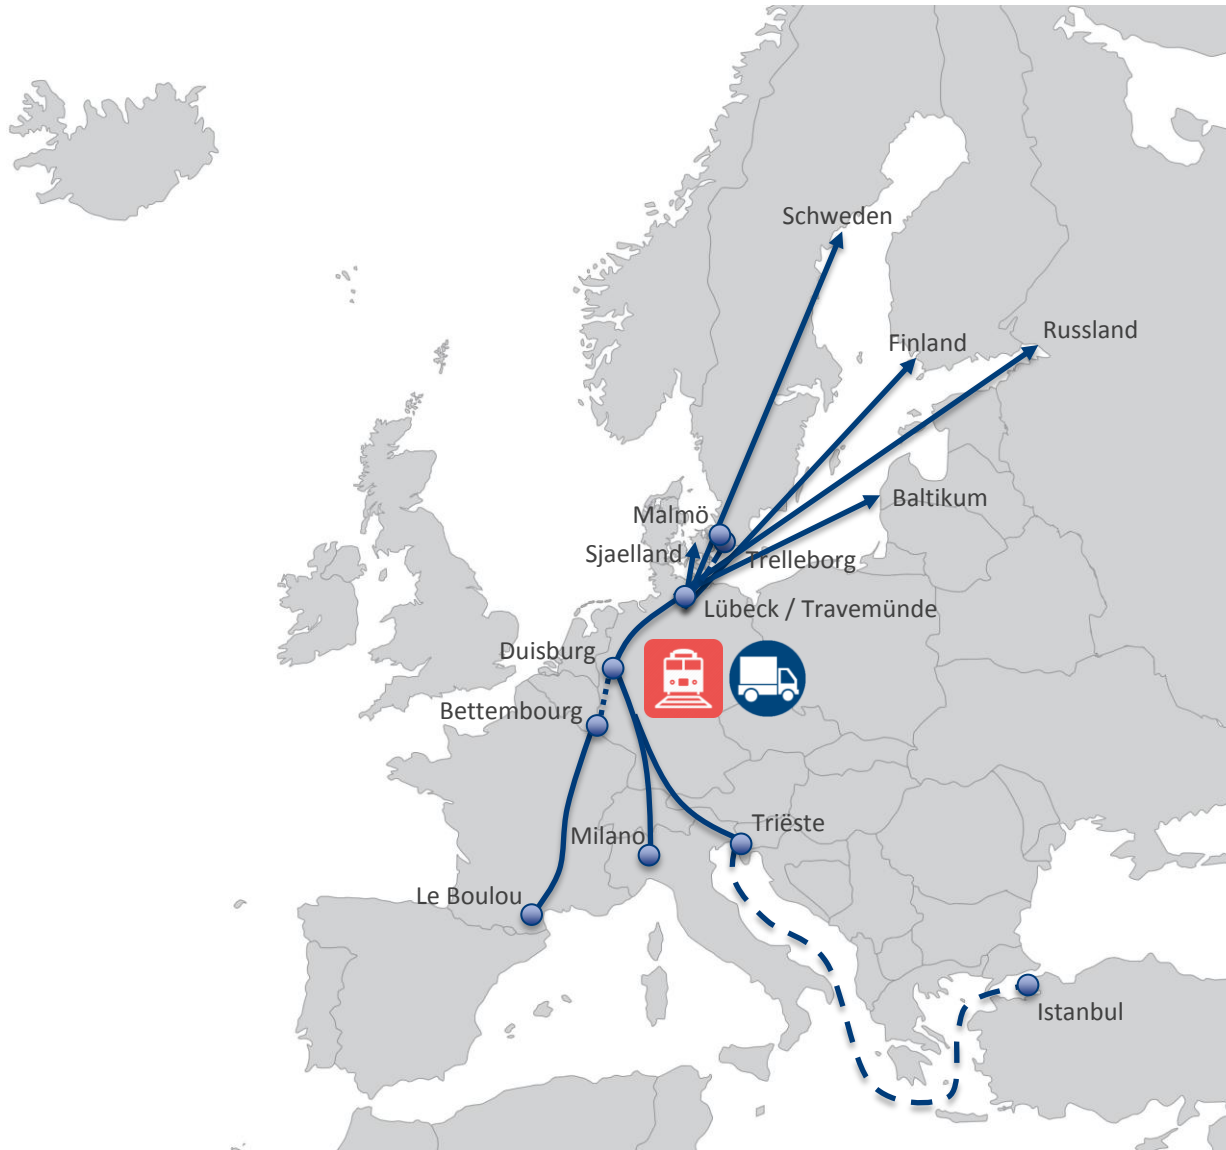 Schweden
Russland
Finland
Baltikum
Malmö
Sjaelland
Trelleborg
Lübeck / Travemünde
Duisburg
Bettembourg
Triëste
Milano
Le Boulou
Istanbul